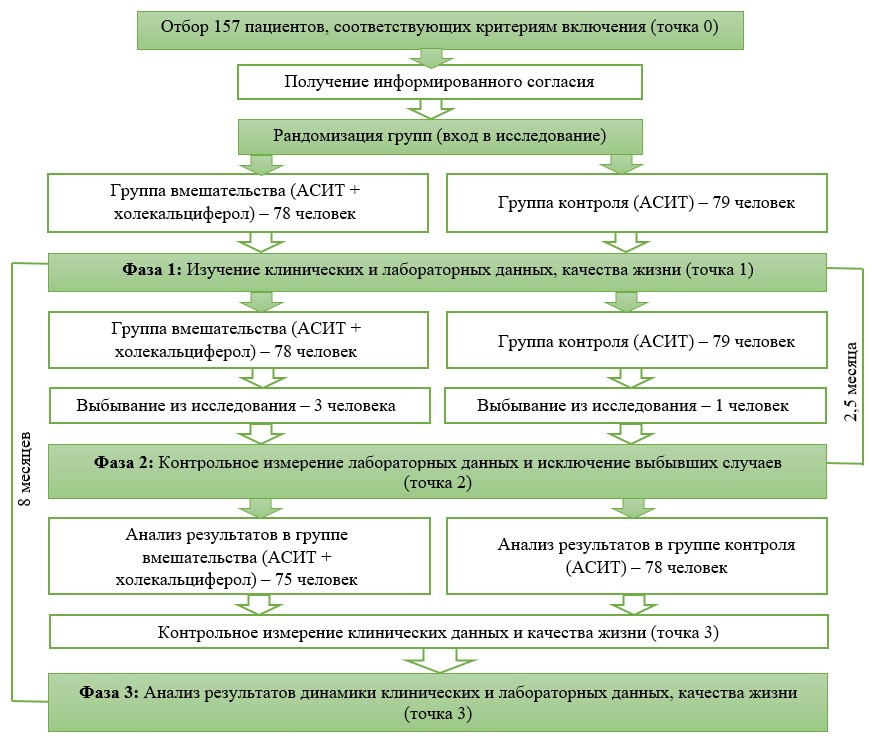 Отбор 157 пациентов, соответствующих критериям включения (точка 0)
Получение информированного согласия
Рандомизация групп (вход в исследование)
Группа вмешательства (АСИТ +
холекальциферол) – 78 человек
Группа контроля (АСИТ) – 79 человек
Фаза 1: Изучение клинических и лабораторных данных, качества жизни (точка 1)
Группа вмешательства (АСИТ +
холекальциферол) – 78 человек
Группа контроля (АСИТ) – 79 человек
Выбывание из исследования – 3 человека
Выбывание из исследования – 1 человек
2,5 месяца
8 месяцев
Фаза 2: Контрольное измерение лабораторных данных и исключение выбывших случаев
(точка 2)
Анализ результатов в группе
вмешательства (АСИТ +
холекальциферол) – 75 человек
Анализ результатов в группе контроля
(АСИТ) – 78 человек
Контрольное измерение клинических данных и качества жизни (точка 3)
Фаза 3: Анализ результатов динамики клинических и лабораторных данных, качества жизни
(точка 3)